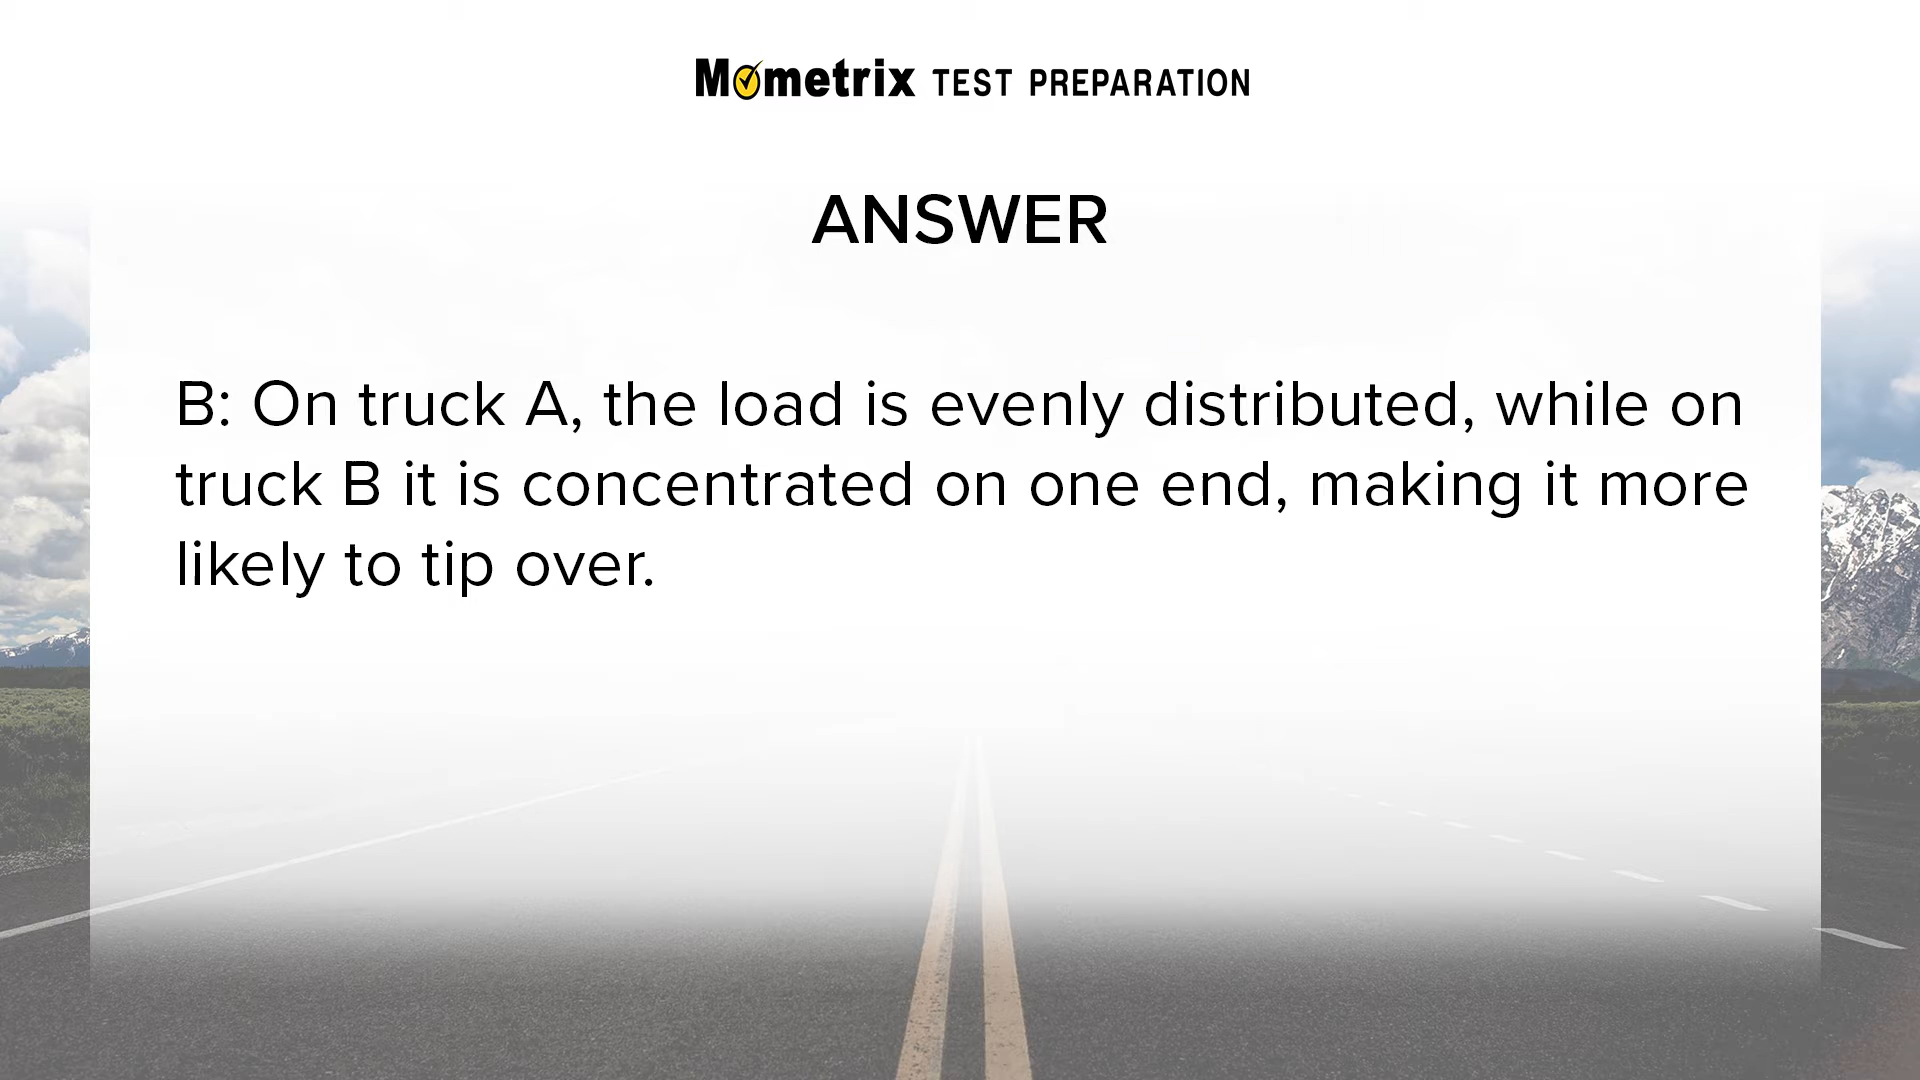 Mometrix TEST PREPARATION
ANSWER
B: On truck A, the load is evenly distributed, while on
truck B it is concentrated on one end, making it more
likely to tip over.